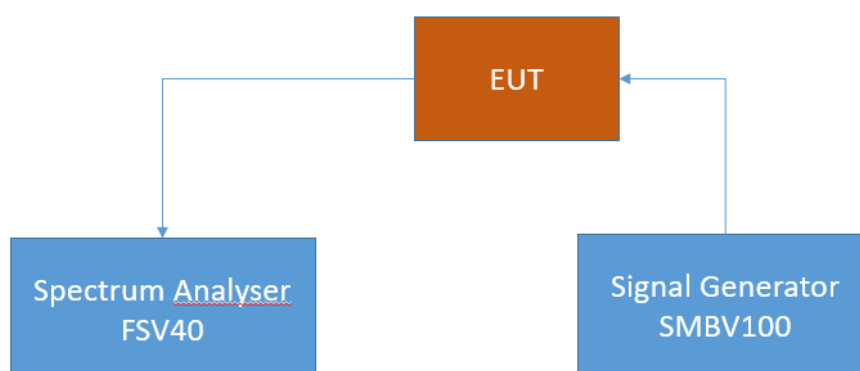 EUT
Spectrum Analyser
FSV40
Signal Generator
SMBV100